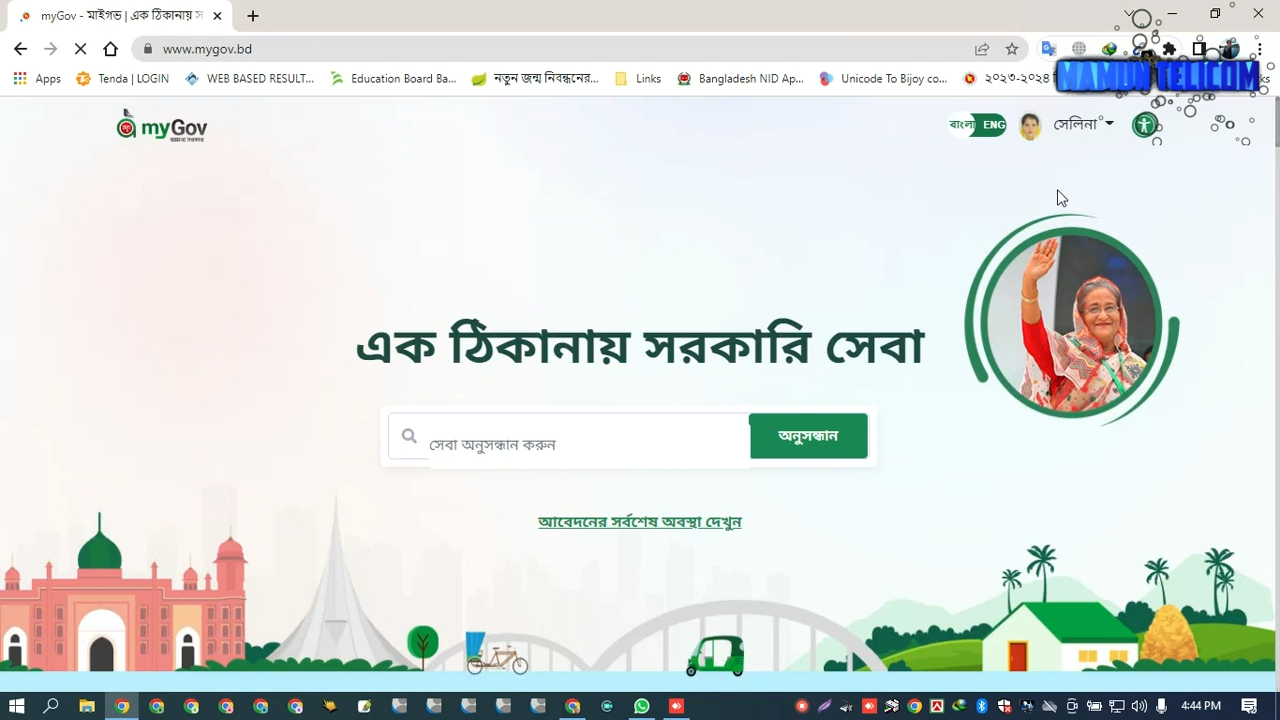 myGov - মাইগভ | এক ঠিকানায় স
www.mygov.bd
Apps
Tenda | LOGIN
WEB BASED RESULT...
Education Board Ba...
নতুন জন্ম নিবন্ধনের...
Links
Bangladesh NID Ap...
Unicode To Bijoy co...
২০২৩-২০২৪
MAMUN TELICOM
myGov
বাংলা ENG
সেলিনা
এক ঠিকানায় সরকারি সেবা
সেবা অনুসন্ধান করুন
অনুসন্ধান
আবেদনের সর্বশেষ অবস্থা দেখুন
4:44 PM